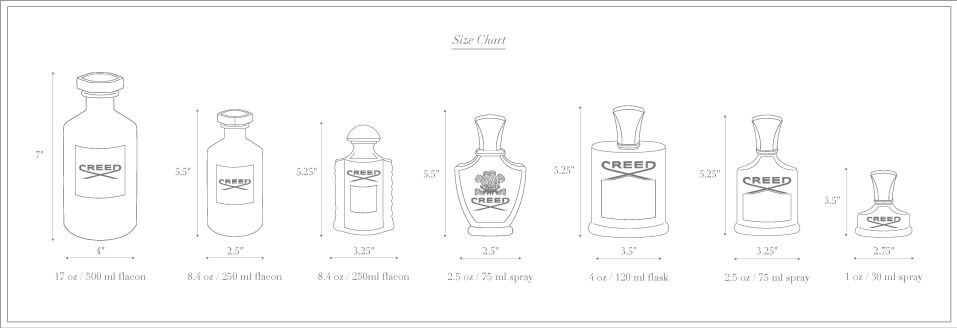 Size Chart
7"
CREED
4"
17 oz / 500 ml flacon
5.5"
CREED
2.5"
8.4 oz / 250 ml flacon
5.25"
CREED
3.25"
8.4 oz / 250ml flacon
5.5"
CREED
2.5"
2.5 oz / 75 ml spray
5.25"
CREED
3.5"
4 oz / 120 ml flask
5.25"
CREED
3.25"
2.5 oz / 75 ml spray
3.5"
CREED
2.75"
1 oz / 30 ml spray